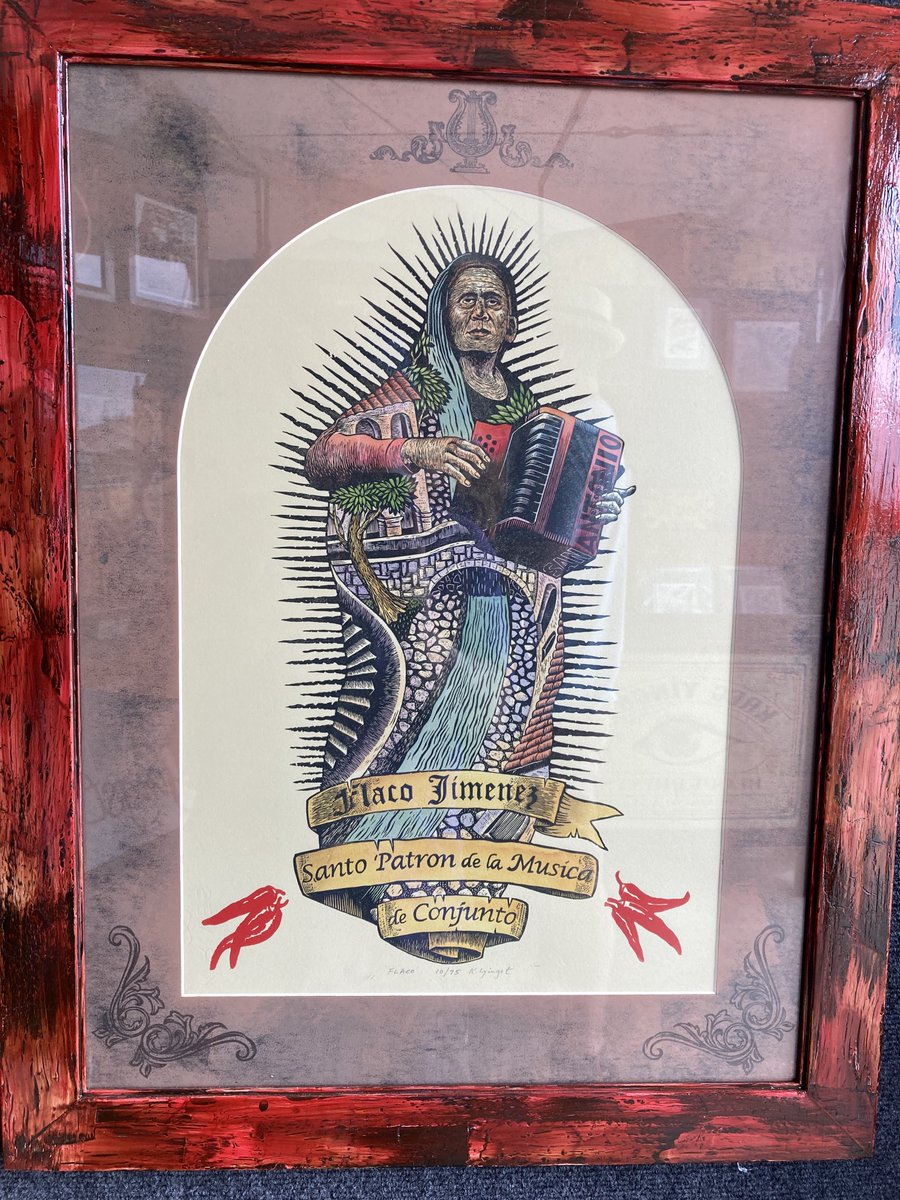 Flaco Jimenez
Santo Patron de la Musica
de Conjunto
FLACO 10/75